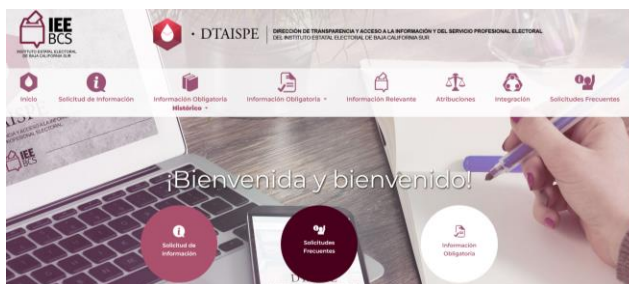 IEE
BCS
INSTITUTO ESTATAL ELECTORAL
DE BAJA CALIFORNIA SUR
· DTAISPE
DIRECCIÓN DE TRANSPARENCIA Y ACCESO A LA INFORMACIÓN Y DEL SERVICIO PROFESIONAL ELECTORAL
DEL INSTITUTO ESTATAL ELECTORAL DE BAJA CALIFORNIA SUR
Inicio
Solicitud de Información
Información Obligatoria
Histórico
Información Obligatoria
Información Relevante
Atribuciones
Integración
Solicitudes Frecuentes
IEE
BCS
¡Bienvenida y bienvenido!
Solicitud de
Información
Solicitudes
Frecuentes
Información
Obligatoria